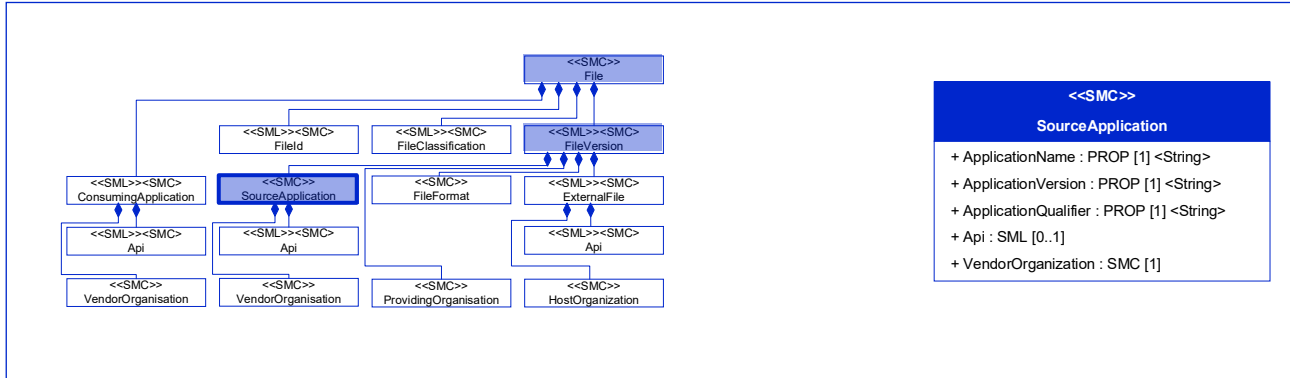 <<SMC>>
File
<<SML>><SMC>
FileId
<<SML>><SMC>
FileClassification
<<SML>><SMC>
FileVersion
<<SML>><SMC>
ConsumingApplication
<<SMC>>
SourceApplication
<<SMC>>
FileFormat
<<SML>><SMC>
ExternalFile
<<SML>><SMC>
Api
<<SML>><SMC>
Api
<<SML>><SMC>
Api
<<SMC>>
VendorOrganisation
<<SMC>>
VendorOrganisation
<<SMC>>
ProvidingOrganisation
<<SMC>>
HostOrganization
<<SMC>>
SourceApplication
+ ApplicationName : PROP [1] <String>
+ ApplicationVersion : PROP [1] <String>
+ ApplicationQualifier : PROP [1] <String>
+ Api : SML [0..1]
+ VendorOrganization : SMC [1]